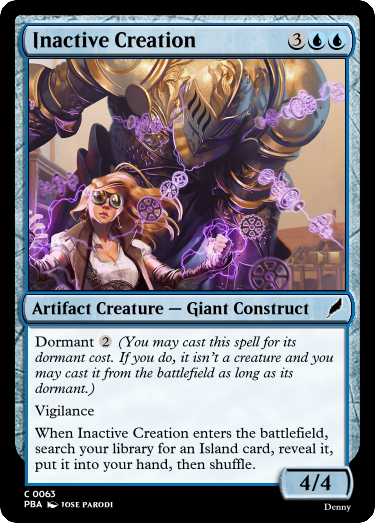 Inactive Creation 3
Artifact Creature — Giant Construct
Dormant 2 (You may cast this spell for its
dormant cost. If you do, it isn't a creature and you
may cast it from the battlefield as long as its
dormant.)
Vigilance
When Inactive Creation enters the battlefield,
search your library for an Island card, reveal it,
put it into your hand, then shuffle.
4/4
C 0063
PBA JOSE PARODI
Denny